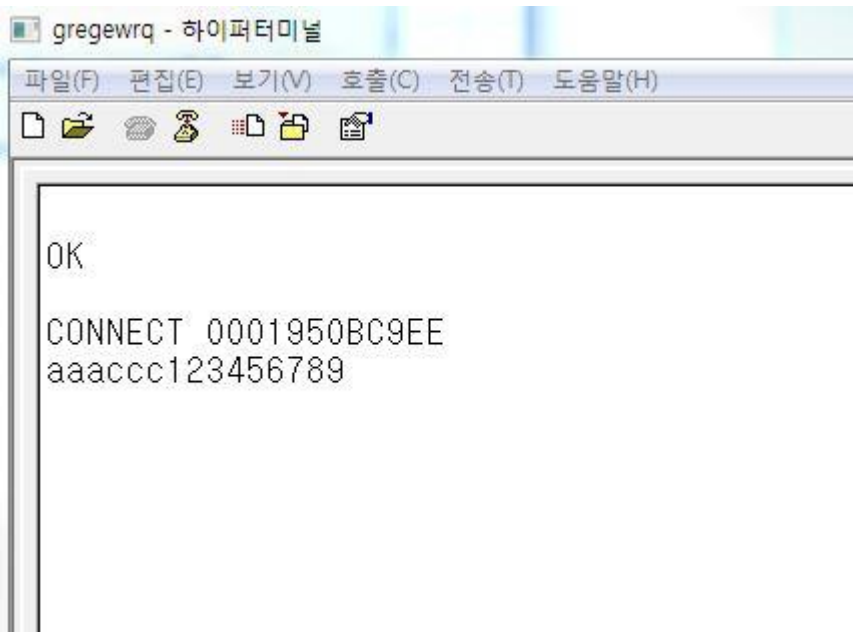 gregewrq - 하이퍼터미널
파일(F) 편집(E) 보기(V) 호출(C) 전송(T) 도움말(H)
OK
CONNECT 0001950BC9EE
aaaccc123456789